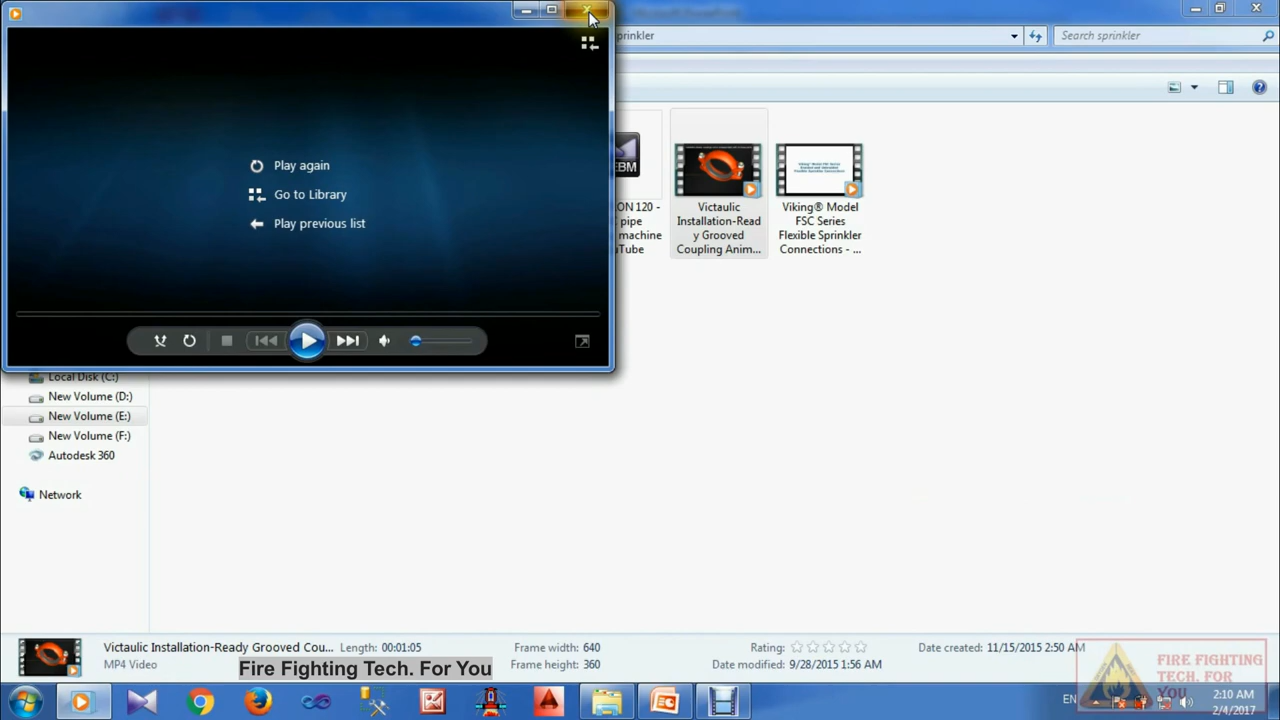 Play again
Go to Library
Play previous list
sprinkler
Search sprinkler
EBM
ON 120 -
pipe
machine
uTube
Victaulic
Installation-Read
y Grooved
Coupling Anim...
Viking® Model
FSC Series
Flexible Sprinkler
Connections - ...
Local Disk (C:)
New Volume (D:)
New Volume (E:)
New Volume (F:)
Autodesk 360
Network
Victaulic Installation-Ready Grooved Cou...
MP4 Video
Length: 00:01:05
Frame width: 640
Frame height: 360
Rating:
Date modified: 9/28/2015 1:56 AM
Date created: 11/15/2015 2:50 AM
Fire Fighting Tech. For You
FIRE FIGHTING
TECH. FOR
YOU
EN
2:10 AM
2/4/2017